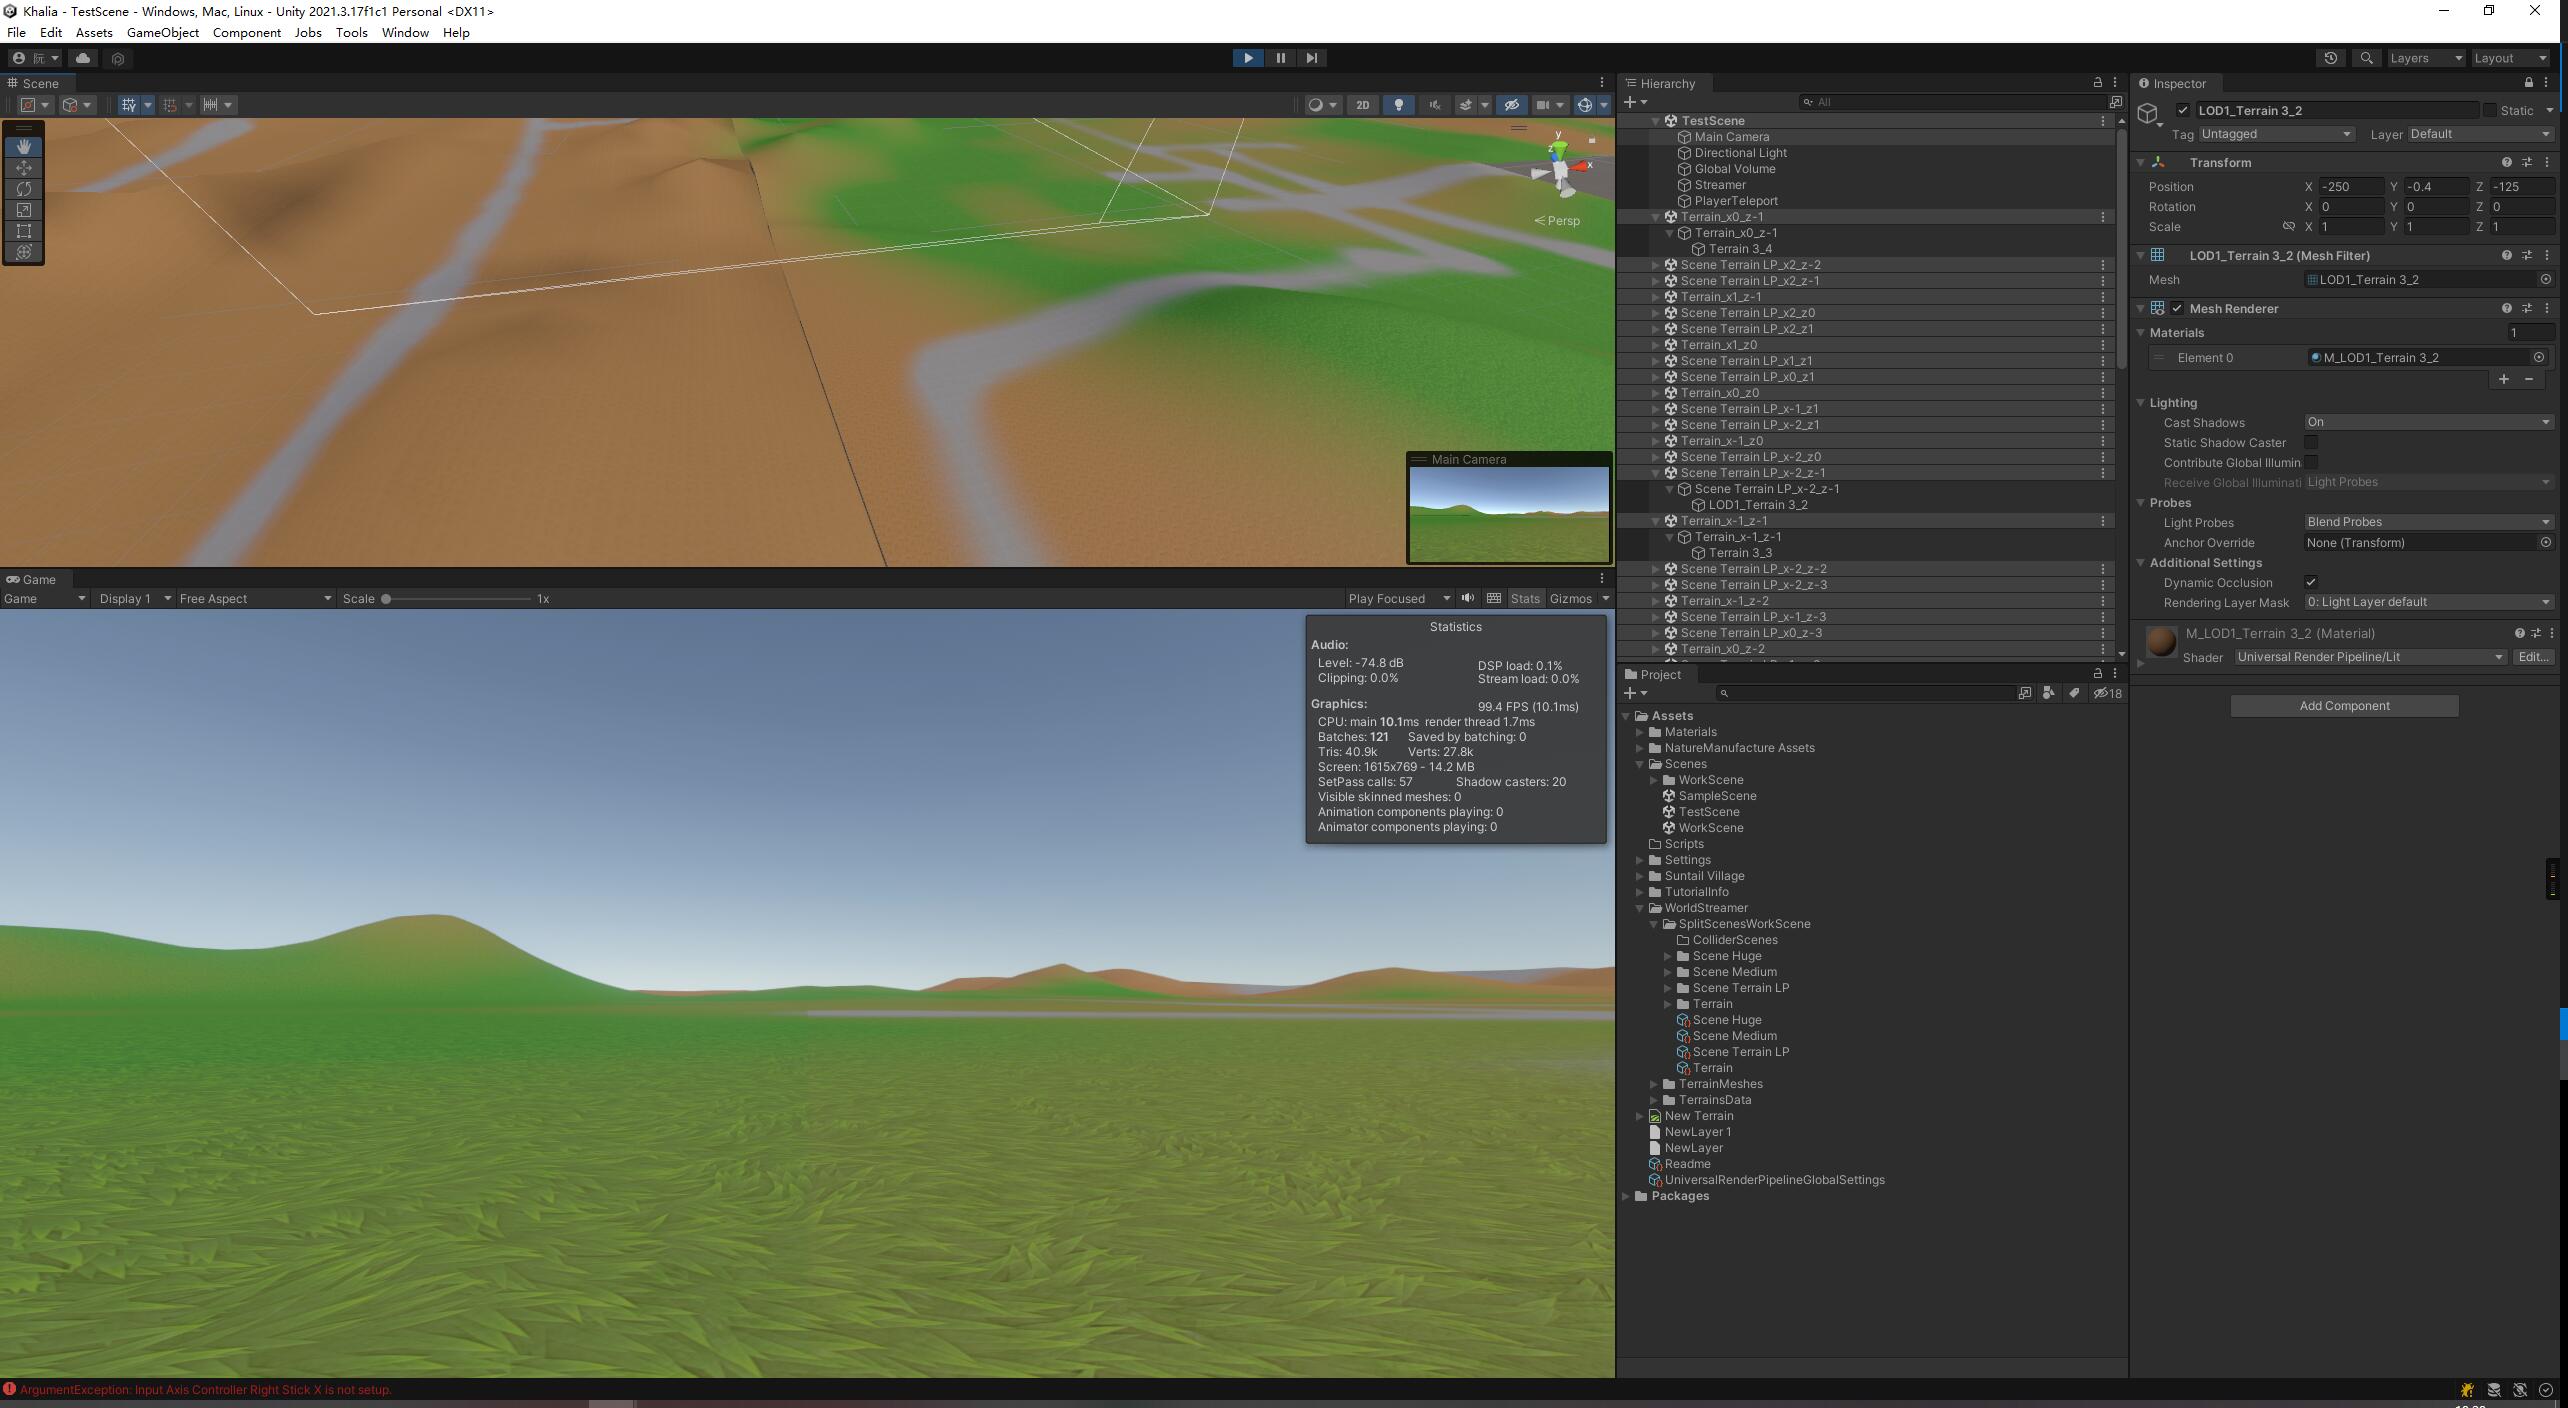 Khalia - TestScene - Windows, Mac, Linux - Unity 2021.3.17f1c1 Personal <DX11>
File Edit Assets GameObject Component Jobs Tools Window Help
阮
Layers Layout
Scene
2D
y
z
x
Persp
Main Camera
Game
Game Display 1 Free Aspect Scale 1x Play Focused Stats Gizmos
Statistics
Audio:
Level: -74.8 dB DSP load: 0.1%
Clipping: 0.0% Stream load: 0.0%
Graphics: 99.4 FPS (10.1ms)
CPU: main 10.1ms render thread 1.7ms
Batches: 121 Saved by batching: 0
Tris: 40.9k Verts: 27.8k
Screen: 1615x769 - 14.2 MB
SetPass calls: 57 Shadow casters: 20
Visible skinned meshes: 0
Animation components playing: 0
Animator components playing: 0
ArgumentException: Input Axis Controller Right Stick X is not setup.
Hierarchy
All
TestScene
Main Camera
Directional Light
Global Volume
Streamer
PlayerTeleport
Terrain_x0_z-1
Terrain_x0_z-1
Terrain 3_4
Scene Terrain LP_x2_z-2
Scene Terrain LP_x2_z-1
Terrain_x1_z-1
Scene Terrain LP_x2_z0
Scene Terrain LP_x2_z1
Terrain_x1_z0
Scene Terrain LP_x1_z1
Scene Terrain LP_x0_z1
Terrain_x0_z0
Scene Terrain LP_x-1_z1
Scene Terrain LP_x-2_z1
Terrain_x-1_z0
Scene Terrain LP_x-2_z0
Scene Terrain LP_x-2_z-1
Scene Terrain LP_x-2_z-1
LOD1_Terrain 3_2
Terrain_x-1_z-1
Terrain_x-1_z-1
Terrain 3_3
Scene Terrain LP_x-2_z-2
Scene Terrain LP_x-2_z-3
Terrain_x-1_z-2
Scene Terrain LP_x-1_z-3
Scene Terrain LP_x0_z-3
Terrain_x0_z-2
Project
18
Assets
Materials
NatureManufacture Assets
Scenes
WorkScene
SampleScene
TestScene
WorkScene
Scripts
Settings
Suntail Village
TutorialInfo
WorldStreamer
SplitScenesWorkScene
ColliderScenes
Scene Huge
Scene Medium
Scene Terrain LP
Terrain
Scene Huge
Scene Medium
Scene Terrain LP
Terrain
TerrainMeshes
TerrainsData
New Terrain
NewLayer 1
NewLayer
Readme
UniversalRenderPipelineGlobalSettings
Packages
Inspector
LOD1_Terrain 3_2 Static
Tag Untagged Layer Default
Transform
Position X -250 Y -0.4 Z -125
Rotation X 0 Y 0 Z 0
Scale X 1 Y 1 Z 1
LOD1_Terrain 3_2 (Mesh Filter)
Mesh LOD1_Terrain 3_2
Mesh Renderer
Materials 1
Element 0 M_LOD1_Terrain 3_2
Lighting
Cast Shadows On
Static Shadow Caster
Contribute Global Illumin
Receive Global Illuminati Light Probes
Probes
Light Probes Blend Probes
Anchor Override None (Transform)
Additional Settings
Dynamic Occlusion
Rendering Layer Mask 0: Light Layer default
M_LOD1_Terrain 3_2 (Material)
Shader Universal Render Pipeline/Lit Edit...
Add Component